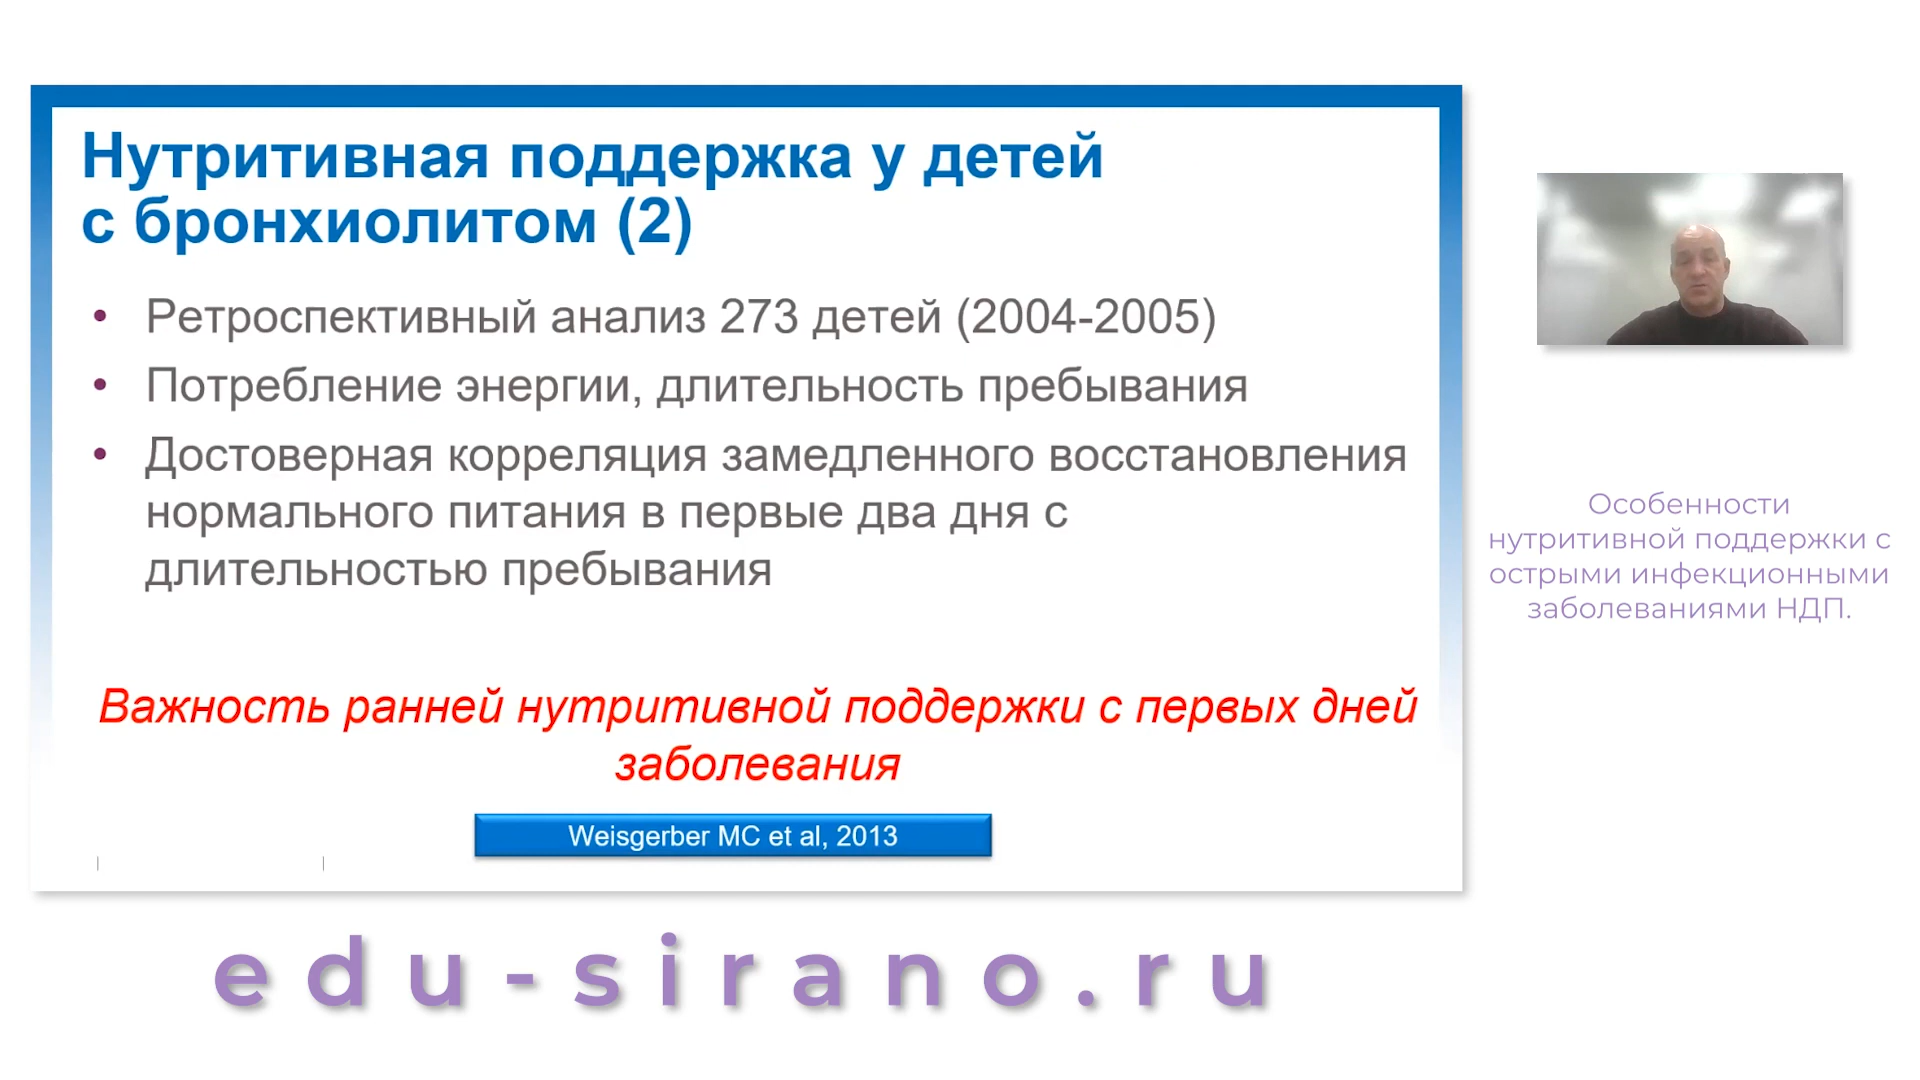 Нутритивная поддержка у детей
с бронхиолитом (2)
• Ретроспективный анализ 273 детей (2004-2005)
• Потребление энергии, длительность пребывания
• Достоверная корреляция замедленного восстановления
нормального питания в первые два дня с
длительностью пребывания
Важность ранней нутритивной поддержки с первых дней
заболевания
Weisgerber MC et al, 2013
Особенности
нутритивной поддержки с
острыми инфекционными
заболеваниями НДП.
edu-sirano.ru